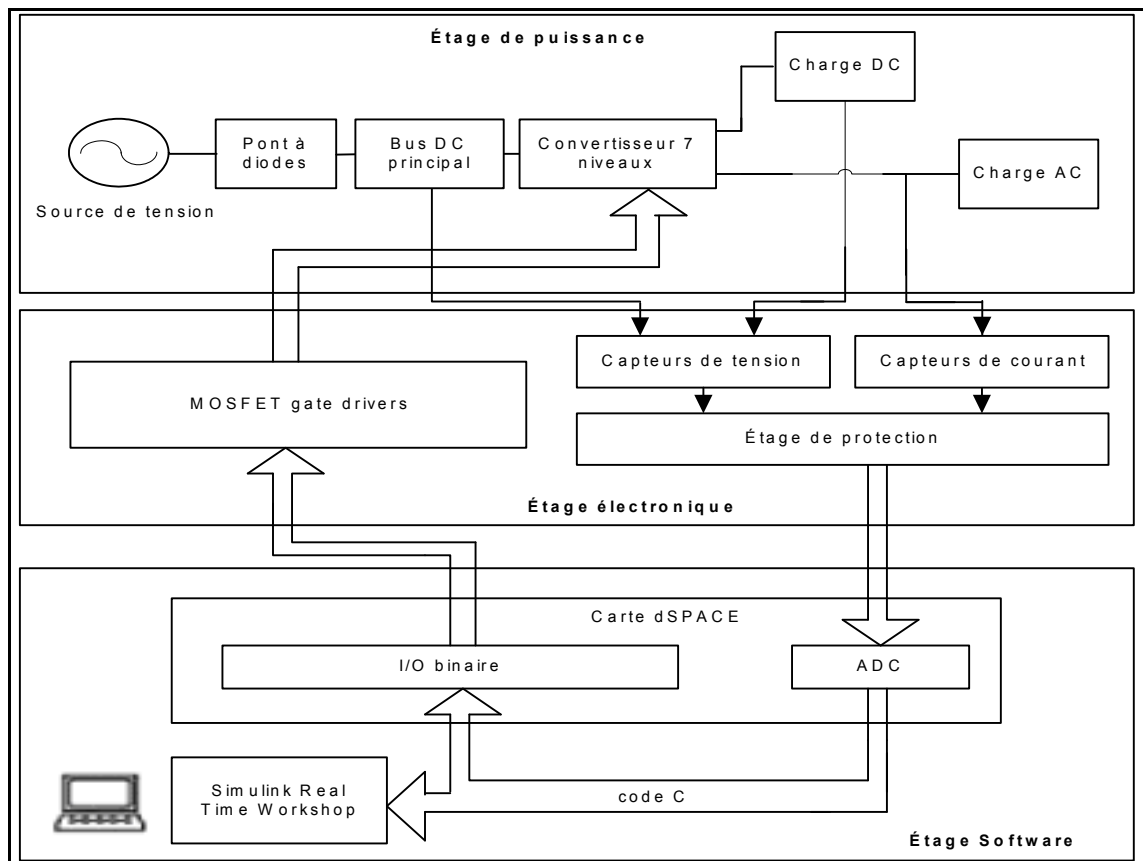 Étage de puissance
Charge DC
Pont à
diodes
Bus DC
principal
Convertisseur 7
niveaux
Charge AC
Source de tension
Capteurs de tension
Capteurs de courant
MOSFET gate drivers
Étage de protection
Étage électronique
Carte dSPACE
I/O binaire
ADC
Simulink Real
Time Workshop
code C
Étage Software